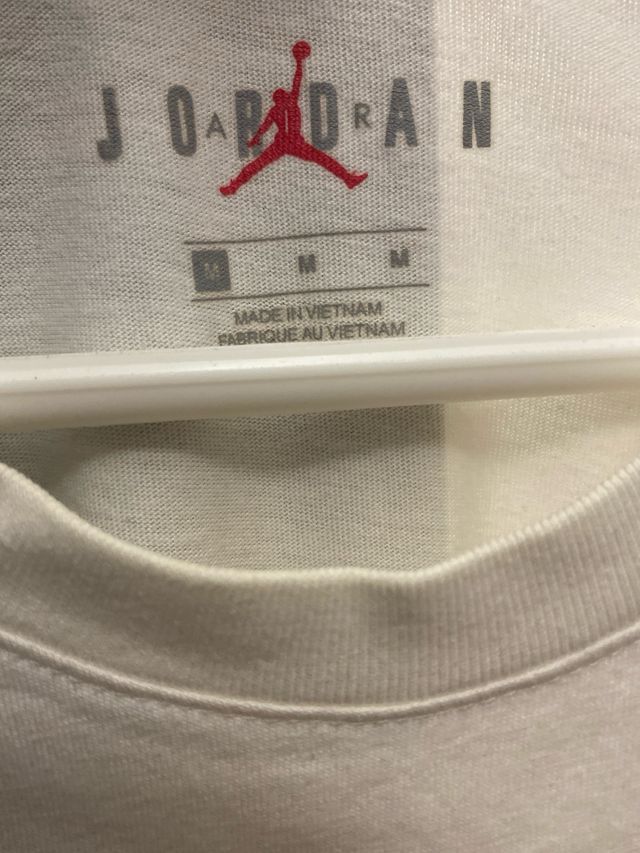 JORDAN
A R
M M M
MADE IN VIETNAM
FABRIQUE AU VIETNAM